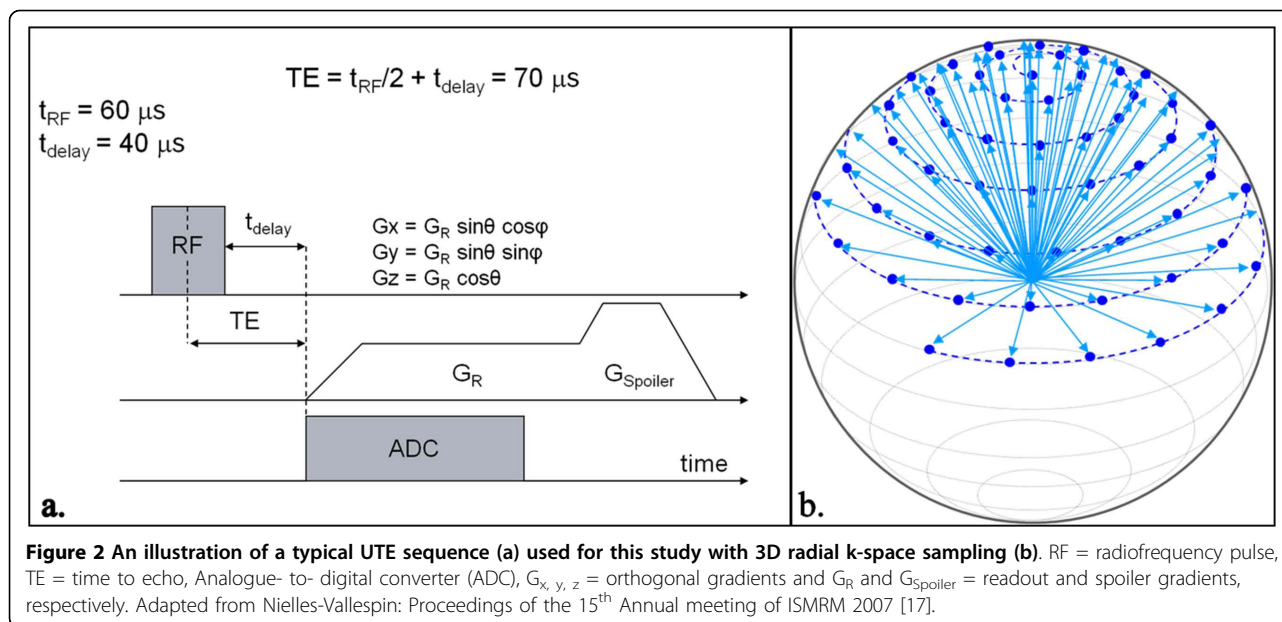 TE = t_RF/2 + t_delay = 70 μs
t_RF = 60 μs
t_delay = 40 μs
t_delay
RF
Gx = G_R sinθ cosφ
Gy = G_R sinθ sinφ
Gz = G_R cosθ
TE
G_R
G_Spoiler
ADC
time
a.
b.
Figure 2 An illustration of a typical UTE sequence (a) used for this study with 3D radial k-space sampling (b). RF = radiofrequency pulse,
TE = time to echo, Analogue- to- digital converter (ADC), G_x, y, z = orthogonal gradients and G_R and G_Spoiler = readout and spoiler gradients,
respectively. Adapted from Nielles-Vallespin: Proceedings of the 15^th Annual meeting of ISMRM 2007 [17].